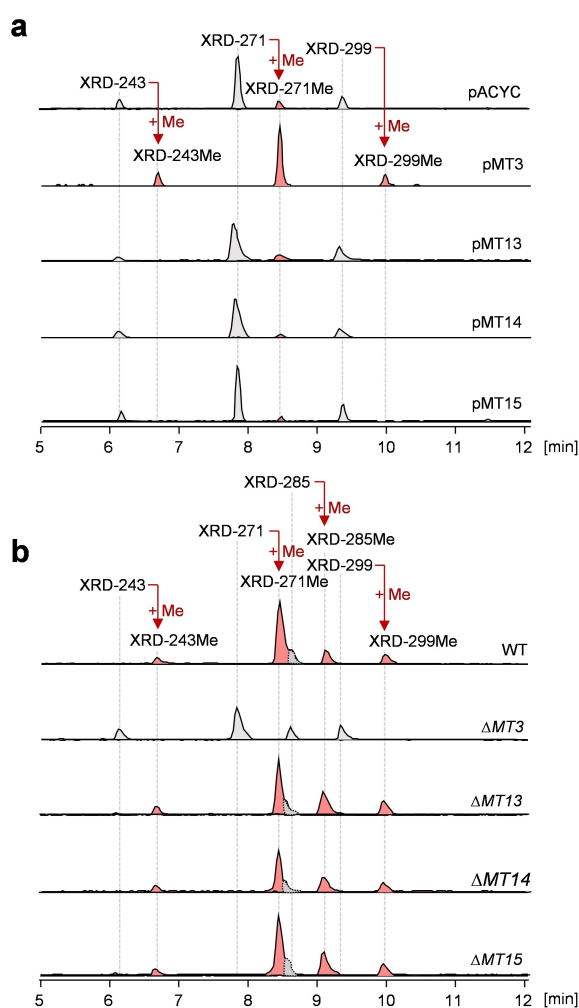 a
XRD-271
XRD-299
+ Me
XRD-243
XRD-271Me
pACYC
+ Me
+ Me
XRD-243Me
XRD-299Me
pMT3
pMT13
pMT14
pMT15
5 6 7 8 9 10 11 12 [min]
XRD-285
+ Me
b
XRD-271
XRD-285Me
+ Me
XRD-299
XRD-243
XRD-271Me
+ Me
+ Me
XRD-243Me
XRD-299Me
WT
ΔMT3
ΔMT13
ΔMT14
ΔMT15
5 6 7 8 9 10 11 12 [min]